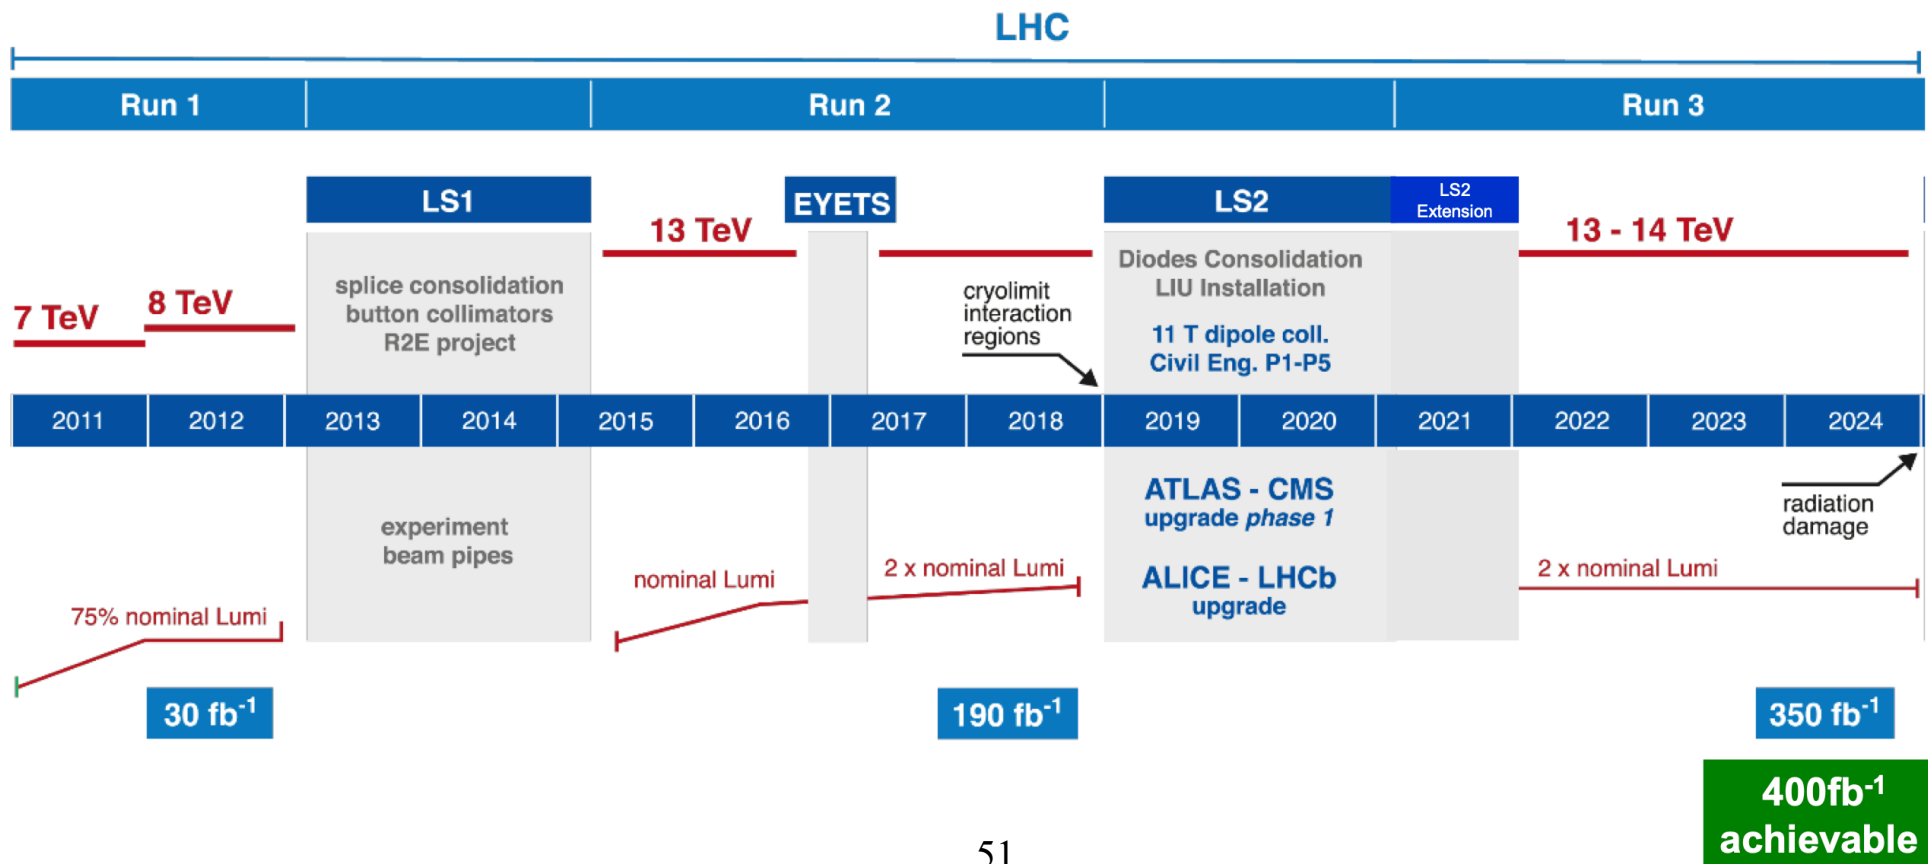 LHC
Run 1
Run 2
Run 3
LS1
EYETS
LS2
LS2
Extension
13 TeV
13 - 14 TeV
7 TeV
8 TeV
splice consolidation
button collimators
R2E project
cryolimit
interaction
regions
Diodes Consolidation
LIU Installation
11 T dipole coll.
Civil Eng. P1-P5
2011
2012
2013
2014
2015
2016
2017
2018
2019
2020
2021
2022
2023
2024
experiment
beam pipes
ATLAS - CMS
upgrade phase 1
ALICE - LHCb
upgrade
radiation
damage
75% nominal Lumi
nominal Lumi
2 x nominal Lumi
2 x nominal Lumi
30 fb-1
190 fb-1
350 fb-1
400fb-1
achievable
51